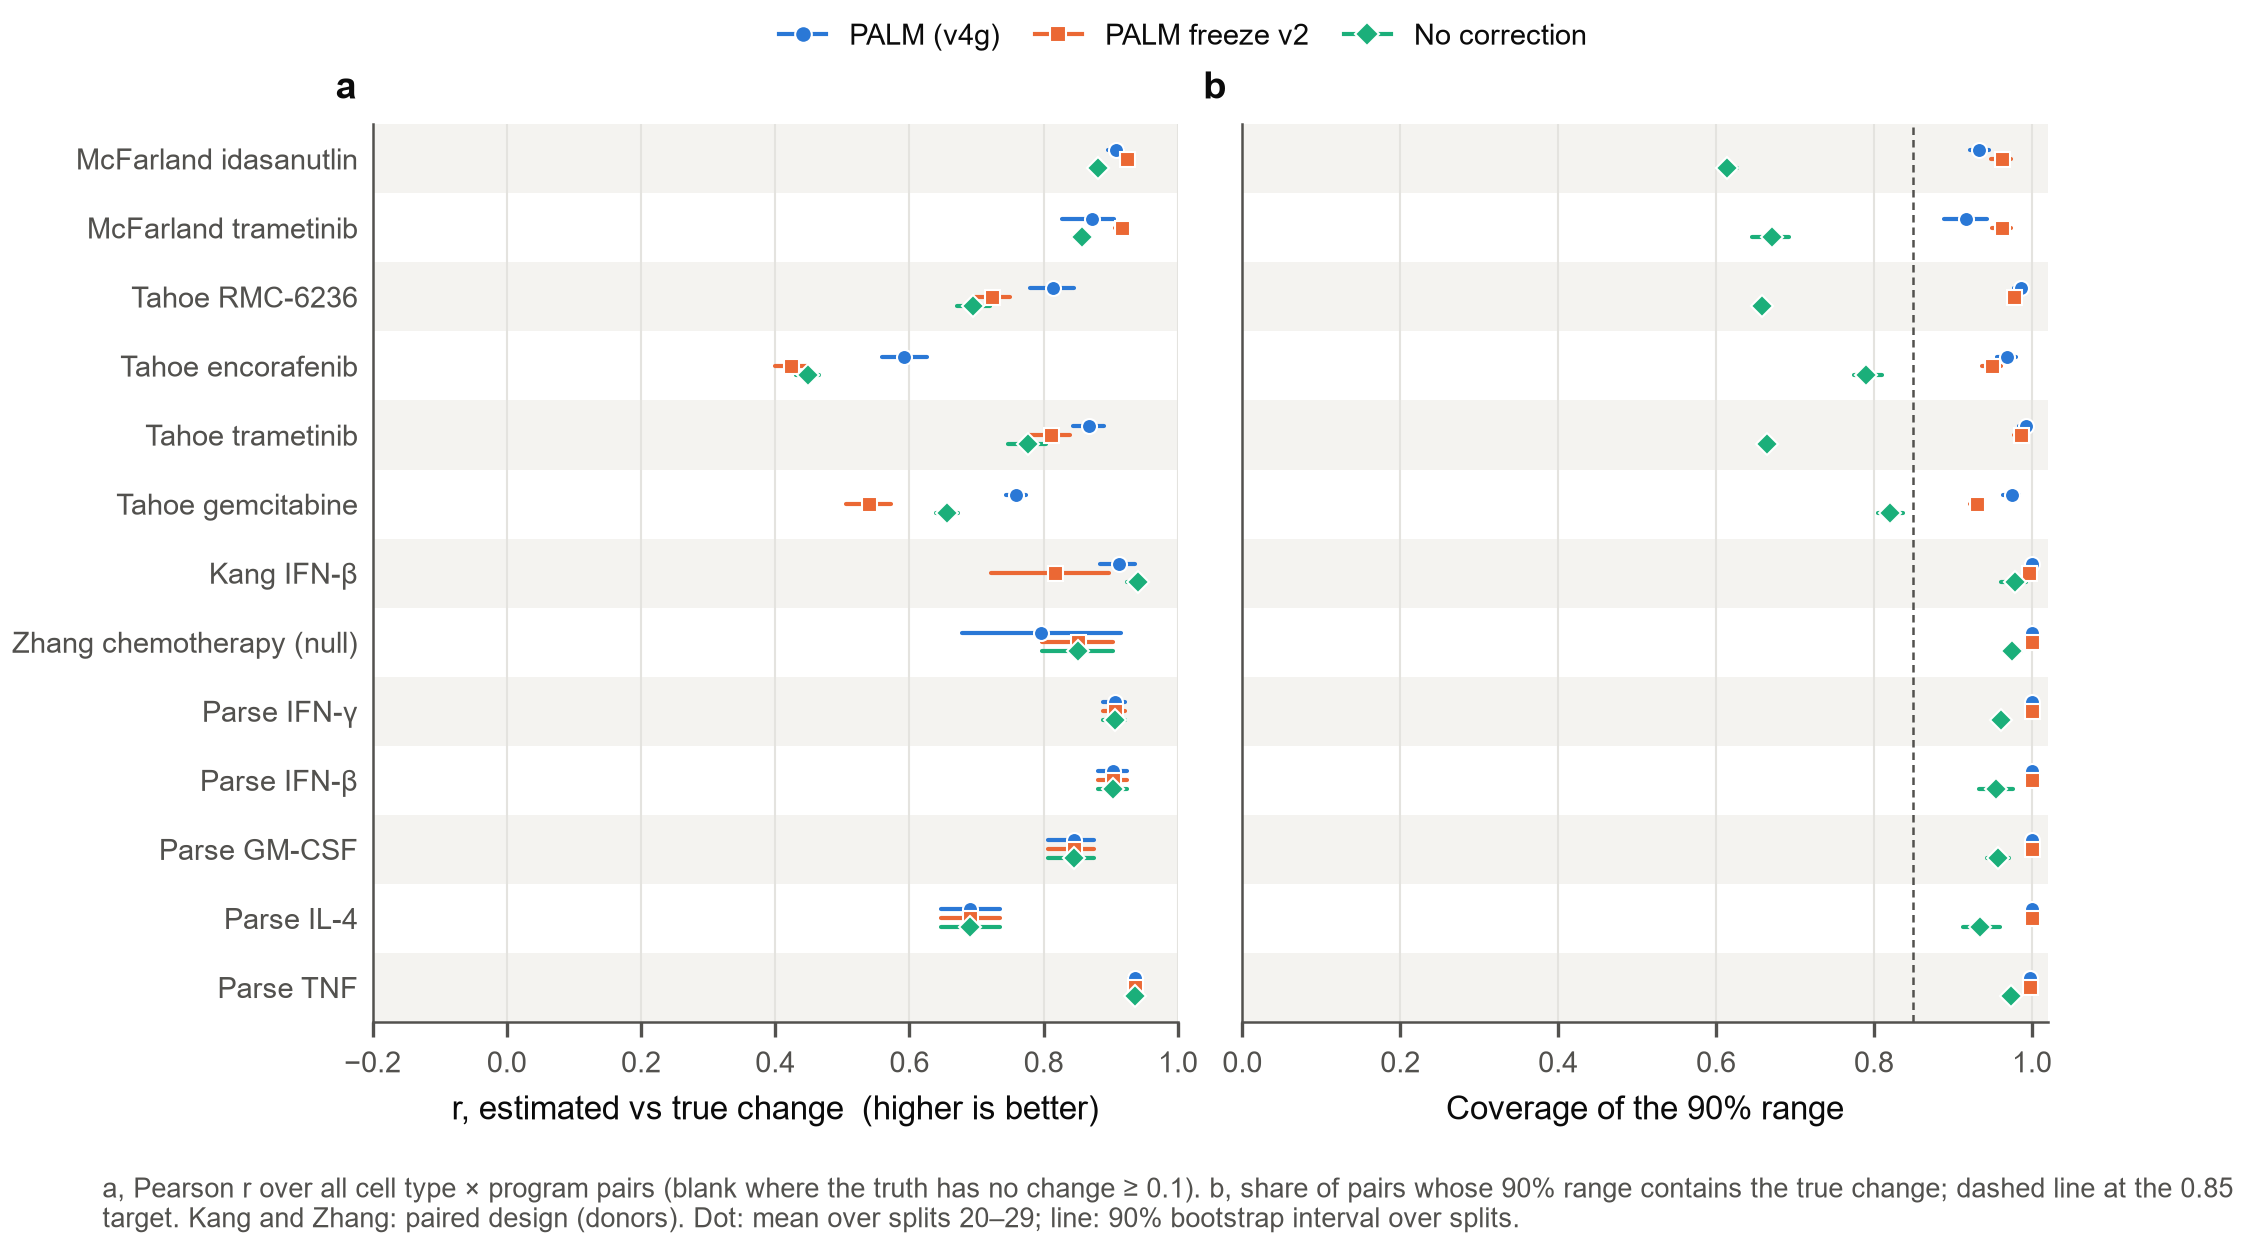 PALM (v4g) PALM freeze v2 No correction
a b
McFarland idasanutlin
McFarland trametinib
Tahoe RMC-6236
Tahoe encorafenib
Tahoe trametinib
Tahoe gemcitabine
Kang IFN-β
Zhang chemotherapy (null)
Parse IFN-γ
Parse IFN-β
Parse GM-CSF
Parse IL-4
Parse TNF
−0.2 0.0 0.2 0.4 0.6 0.8 1.0 0.0 0.2 0.4 0.6 0.8 1.0
r, estimated vs true change (higher is better) Coverage of the 90% range
a, Pearson r over all cell type × program pairs (blank where the truth has no change ≥ 0.1). b, share of pairs whose 90% range contains the true change; dashed line at the 0.85
target. Kang and Zhang: paired design (donors). Dot: mean over splits 20–29; line: 90% bootstrap interval over splits.